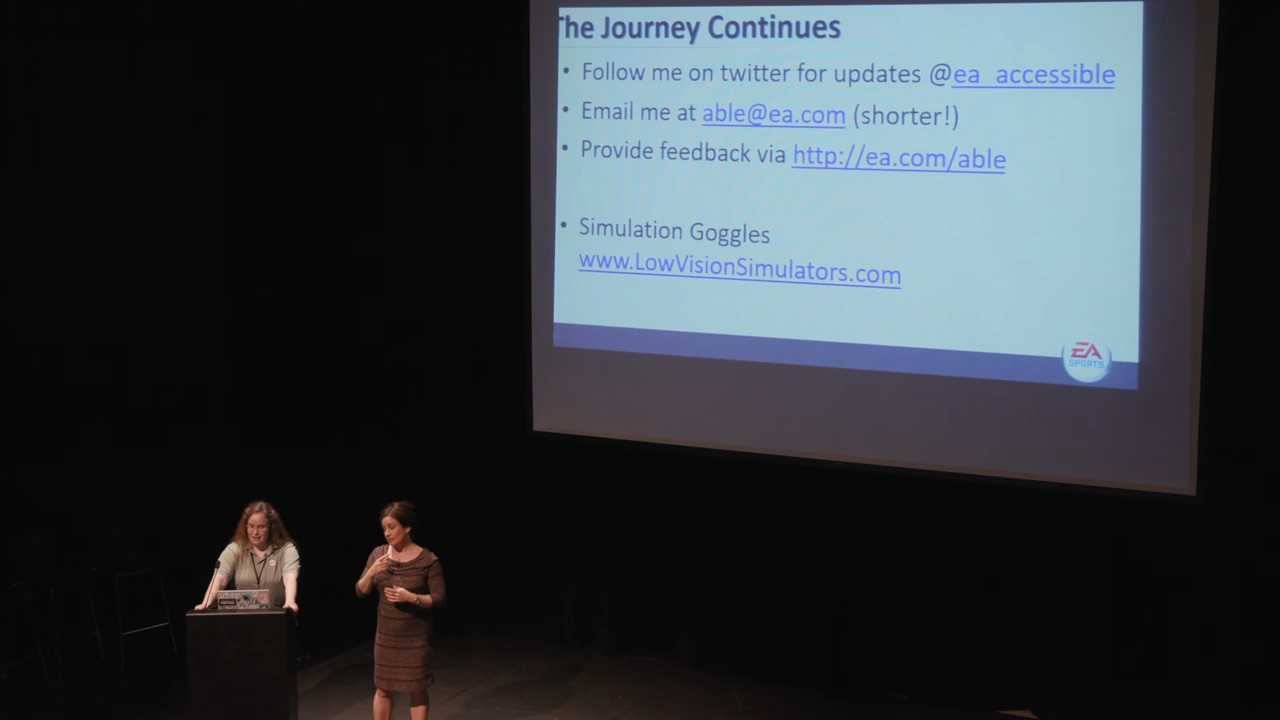 The Journey Continues
• Follow me on twitter for updates @ea_accessible
• Email me at able@ea.com (shorter!)
• Provide feedback via http://ea.com/able
• Simulation Goggles
www.LowVisionSimulators.com
EA
SPORTS